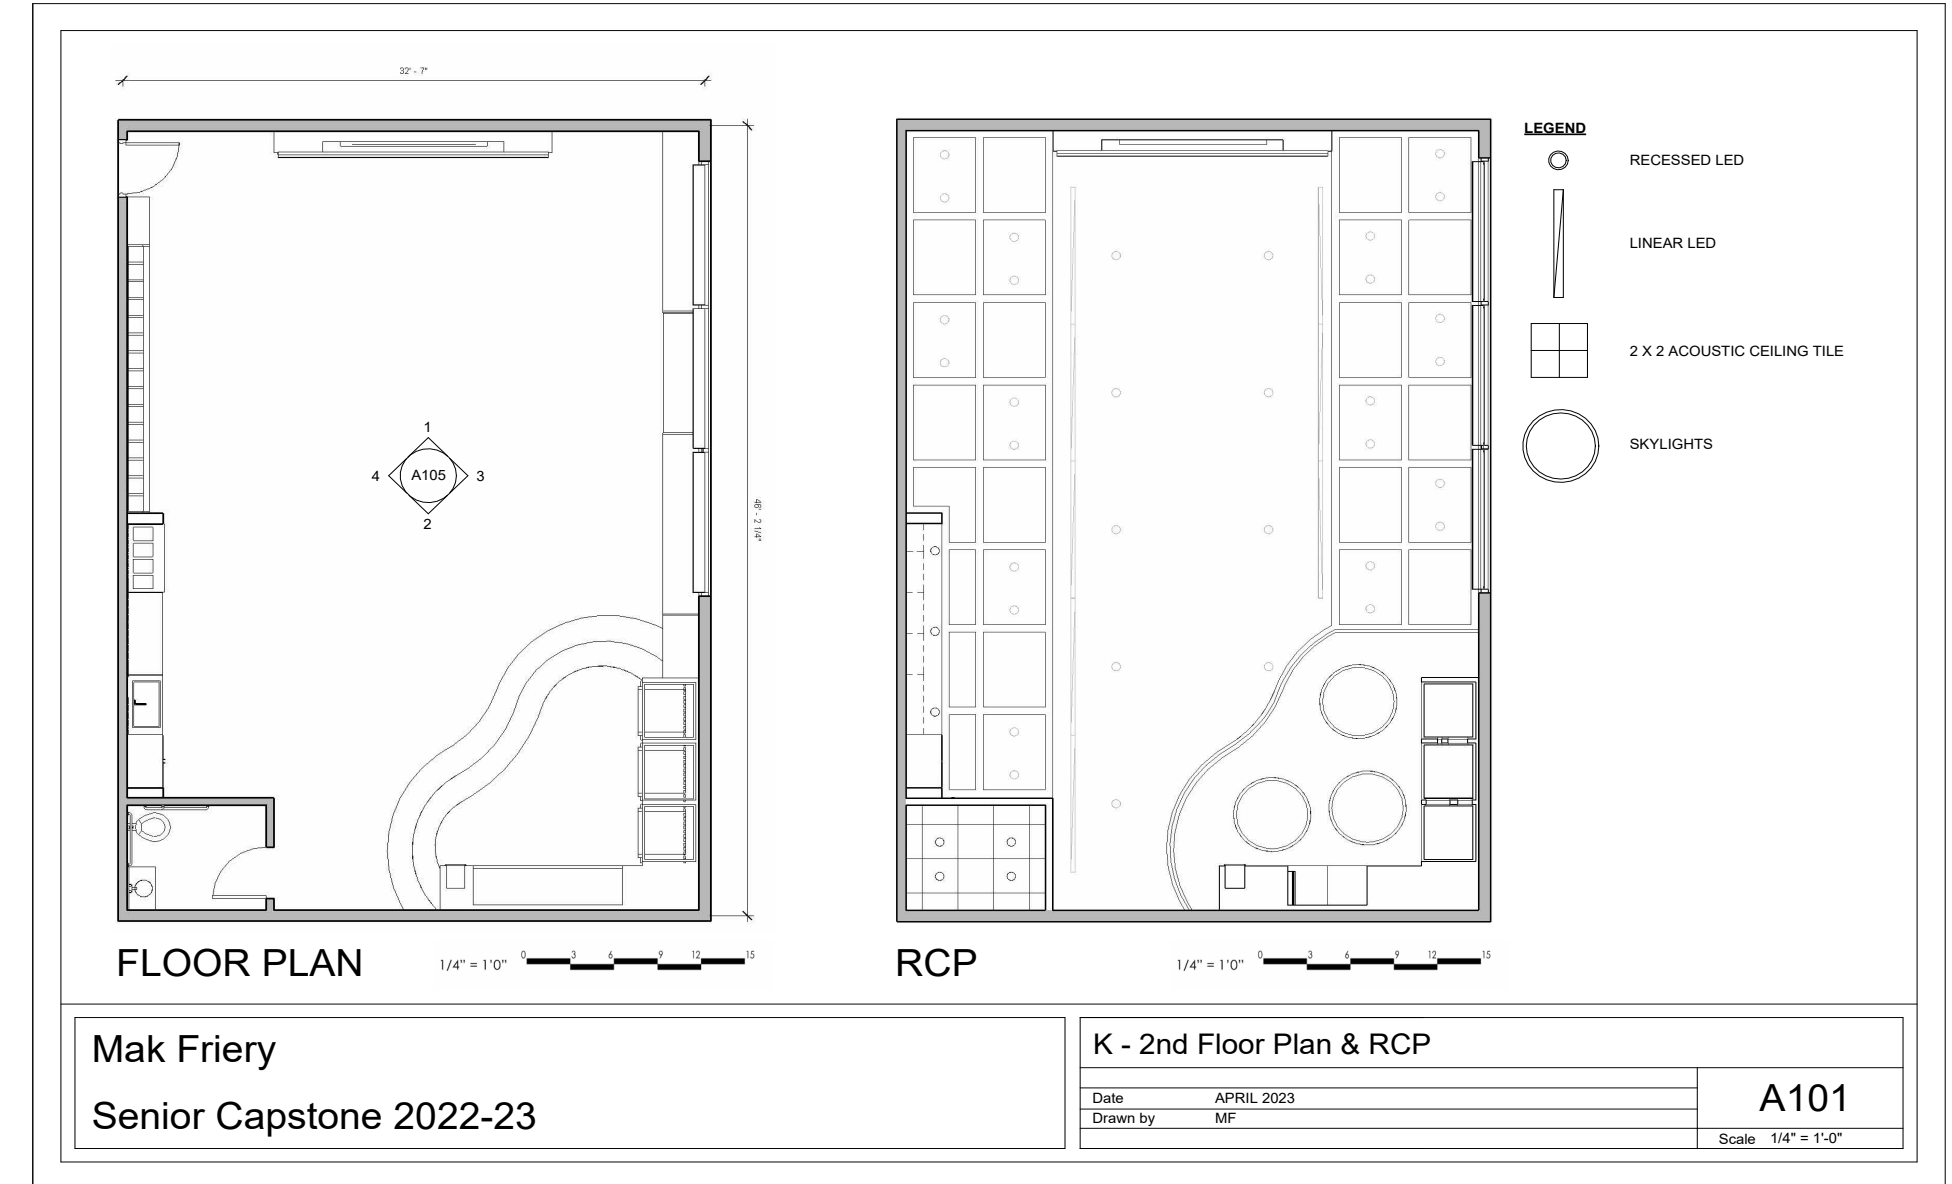 32' - 7"
46' - 2 1/4"
1
4 A105 3
2
FLOOR PLAN
1/4" = 1'0"
0 3 6 9 12 15
RCP
1/4" = 1'0"
0 3 6 9 12 15
LEGEND
RECESSED LED
LINEAR LED
2 X 2 ACOUSTIC CEILING TILE
SKYLIGHTS
Mak Friery
Senior Capstone 2022-23
K - 2nd Floor Plan & RCP
Date APRIL 2023
Drawn by MF
A101
Scale 1/4" = 1'-0"